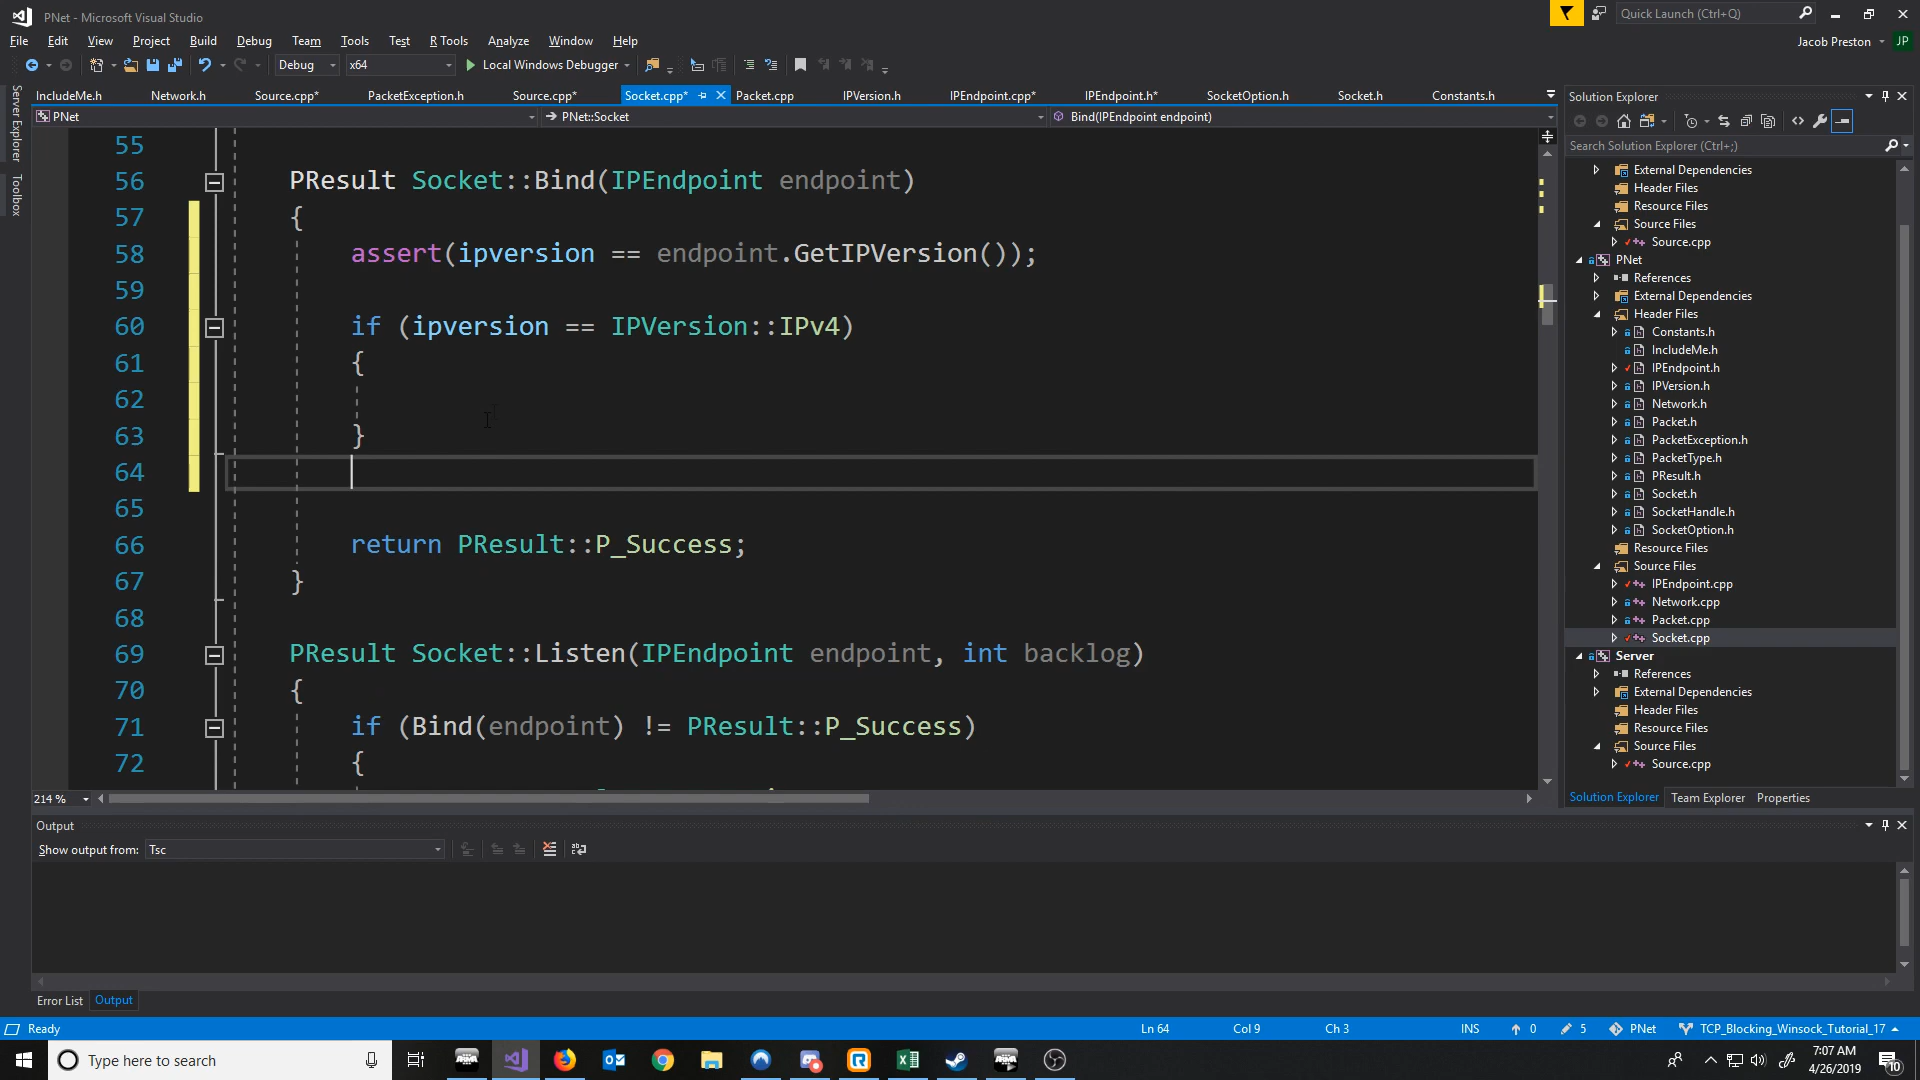 PNet - Microsoft Visual Studio
Quick Launch (Ctrl+Q)
File Edit View Project Build Debug Team Tools Test R Tools Analyze Window Help
Jacob Preston JP
Debug x64 Local Windows Debugger
IncludeMe.h Network.h Source.cpp* PacketException.h Source.cpp* Socket.cpp* Packet.cpp IPVersion.h IPEndpoint.cpp* IPEndpoint.h* SocketOption.h Socket.h Constants.h
PNet PNet::Socket Bind(IPEndpoint endpoint)
Server Explorer
Toolbox
55
56 PResult Socket::Bind(IPEndpoint endpoint)
57 {
58 assert(ipversion == endpoint.GetIPVersion());
59
60 if (ipversion == IPVersion::IPv4)
61 {
62
63 }
64
65
66 return PResult::P_Success;
67 }
68
69 PResult Socket::Listen(IPEndpoint endpoint, int backlog)
70 {
71 if (Bind(endpoint) != PResult::P_Success)
72 {
214 %
Solution Explorer
Search Solution Explorer (Ctrl+;)
External Dependencies
Header Files
Resource Files
Source Files
Source.cpp
PNet
References
External Dependencies
Header Files
Constants.h
IncludeMe.h
IPEndpoint.h
IPVersion.h
Network.h
Packet.h
PacketException.h
PacketType.h
PResult.h
Socket.h
SocketHandle.h
SocketOption.h
Resource Files
Source Files
IPEndpoint.cpp
Network.cpp
Packet.cpp
Socket.cpp
Server
References
External Dependencies
Header Files
Resource Files
Source Files
Source.cpp
Solution Explorer Team Explorer Properties
Output
Show output from: Tsc
Error List Output
Ready Ln 64 Col 9 Ch 3 INS 0 5 PNet TCP_Blocking_Winsock_Tutorial_17
Type here to search
7:07 AM
4/26/2019
10